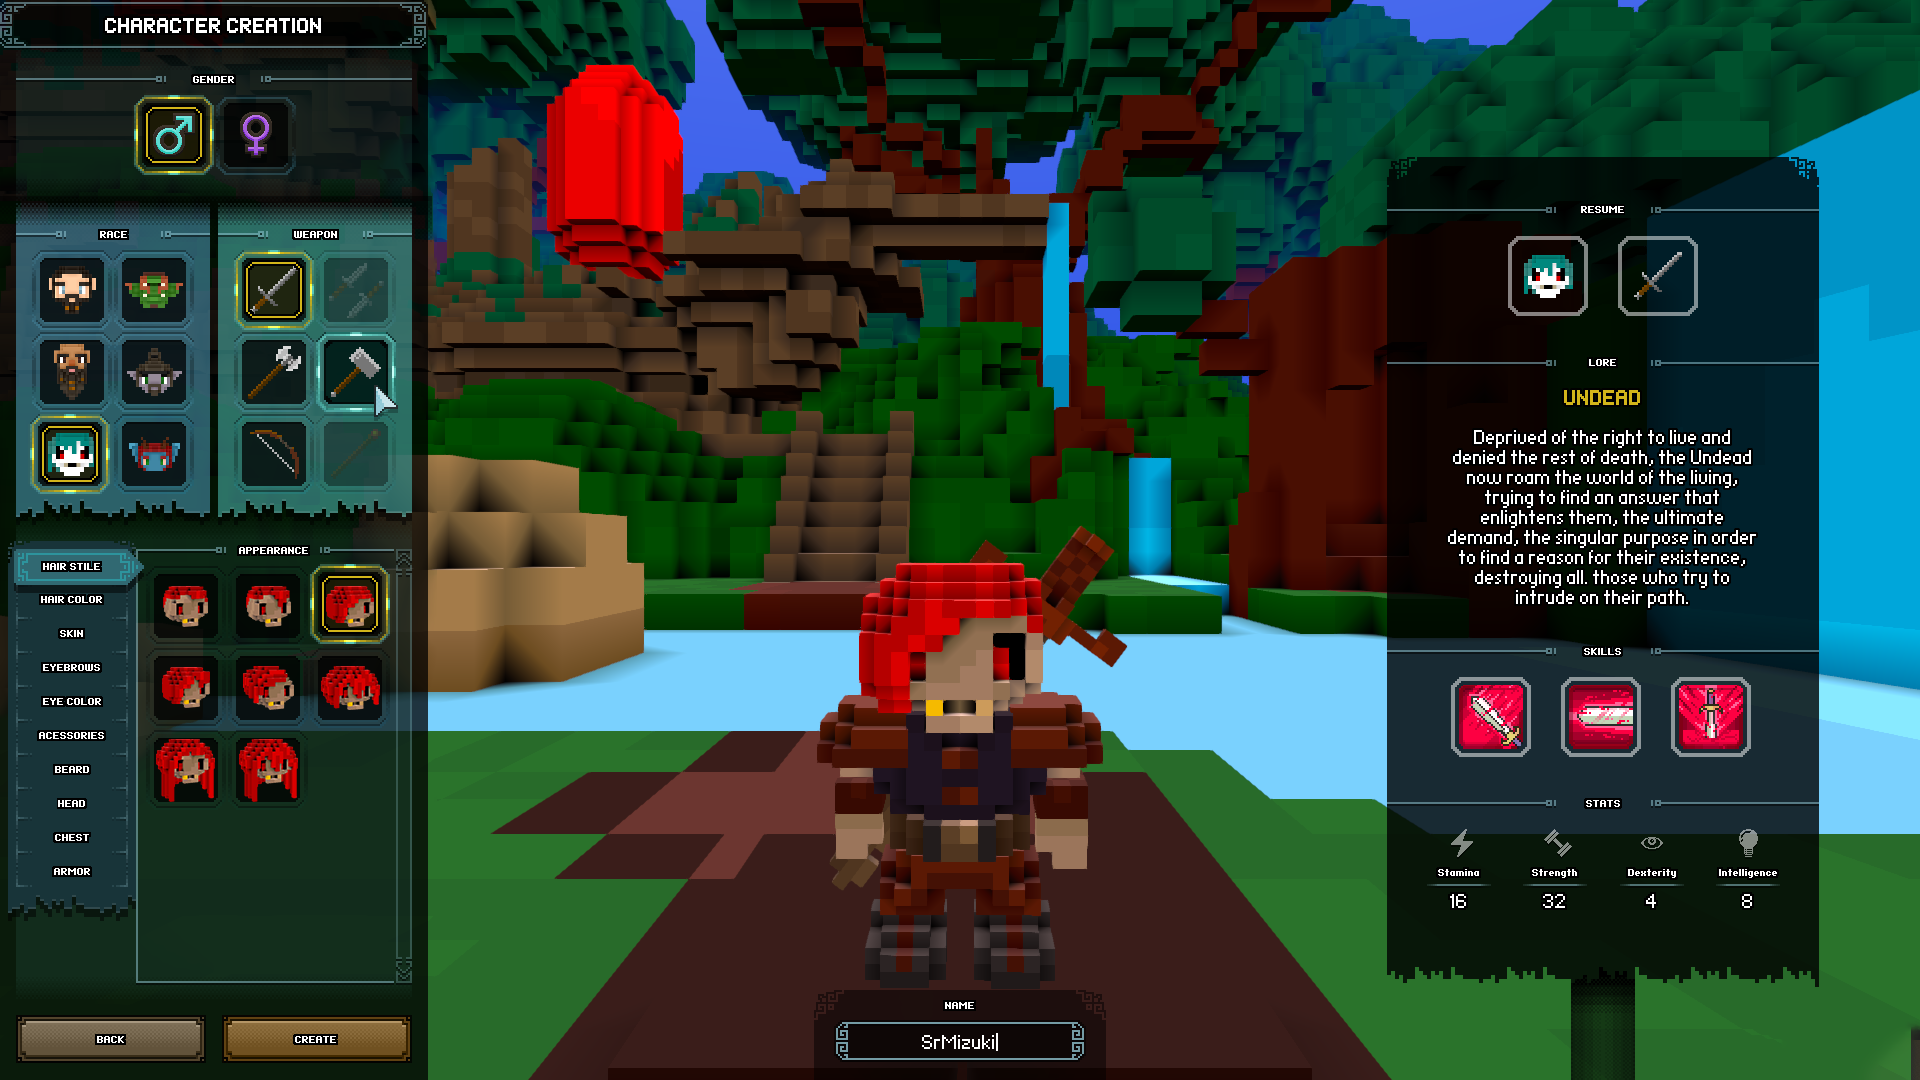 CHARACTER CREATION
GENDER
RACE
WEAPON
HAIR STILE
HAIR COLOR
SKIN
EYEBROWS
EYE COLOR
ACESSORIES
BEARD
HEAD
CHEST
ARMOR
APPEARANCE
BACK
CREATE
NAME
SrMizuki
RESUME
LORE
UNDEAD
Deprived of the right to live and
denied the rest of death, the Undead
now roam the world of the living,
trying to find an answer that
enlightens them, the ultimate
demand, the singular purpose in order
to find a reason for their existence,
destroying all. those who try to
intrude on their path.
SKILLS
STATS
Stamina Strength Dexterity Intelligence
16 32 4 8